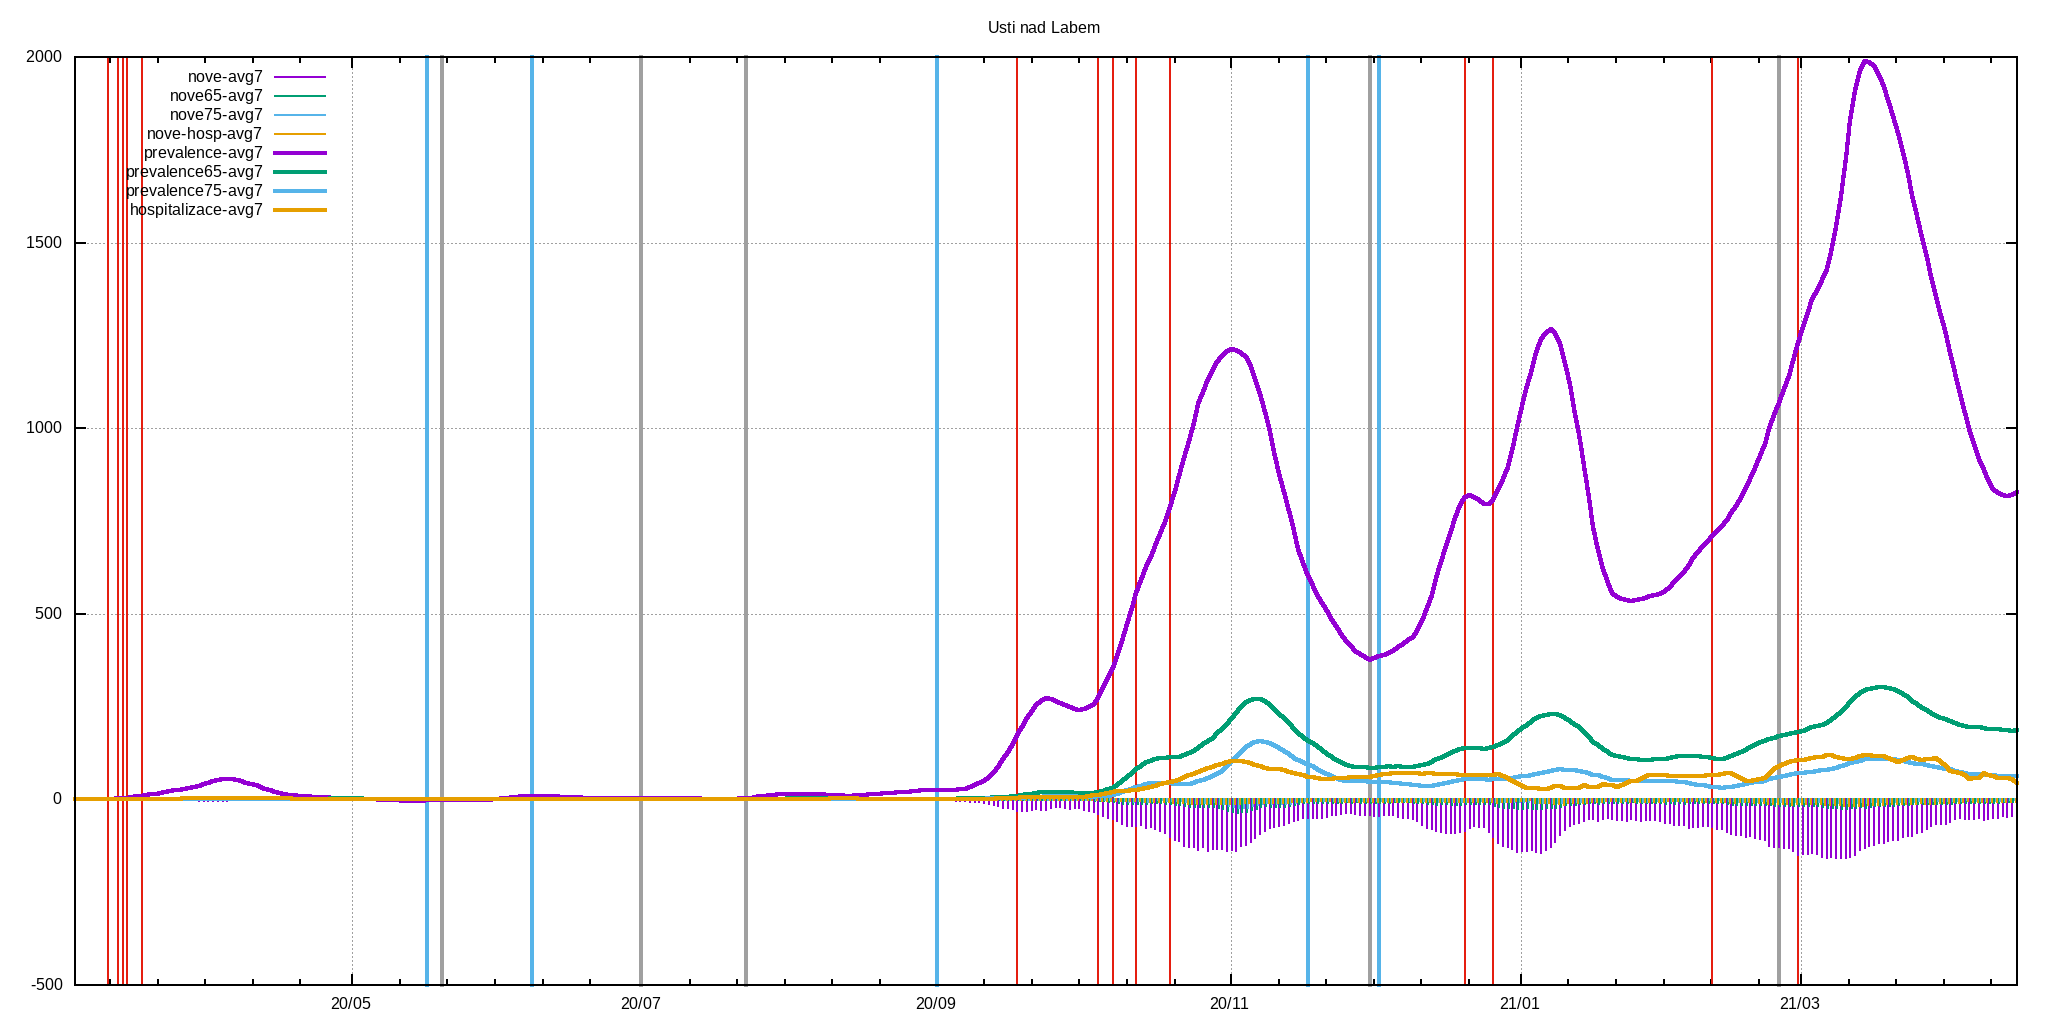 Usti nad Labem
2000
1500
1000
500
0
-500
nove-avg7
nove65-avg7
nove75-avg7
nove-hosp-avg7
prevalence-avg7
prevalence65-avg7
prevalence75-avg7
hospitalizace-avg7
20/05
20/07
20/09
20/11
21/01
21/03